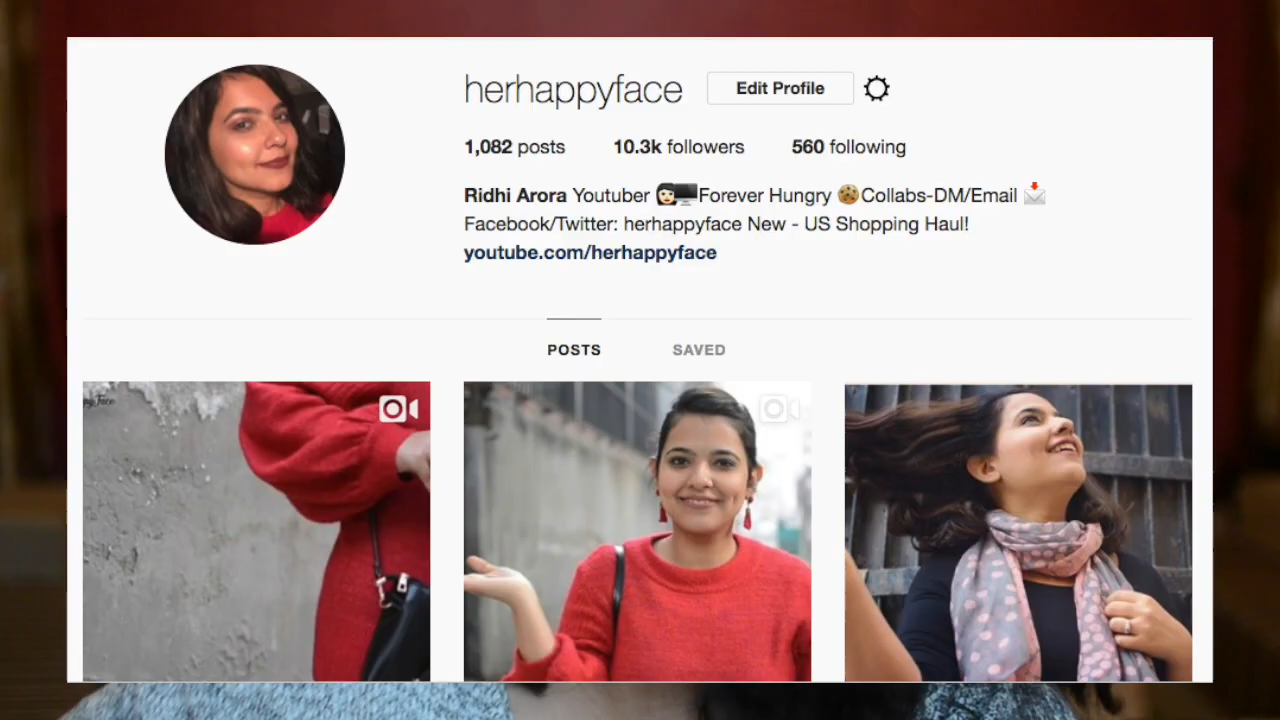 herhappyface Edit Profile
1,082 posts 10.3k followers 560 following
Ridhi Arora Youtuber 👩🏻🖥Forever Hungry 🍪Collabs-DM/Email 📩
Facebook/Twitter: herhappyface New - US Shopping Haul!
youtube.com/herhappyface
POSTS SAVED